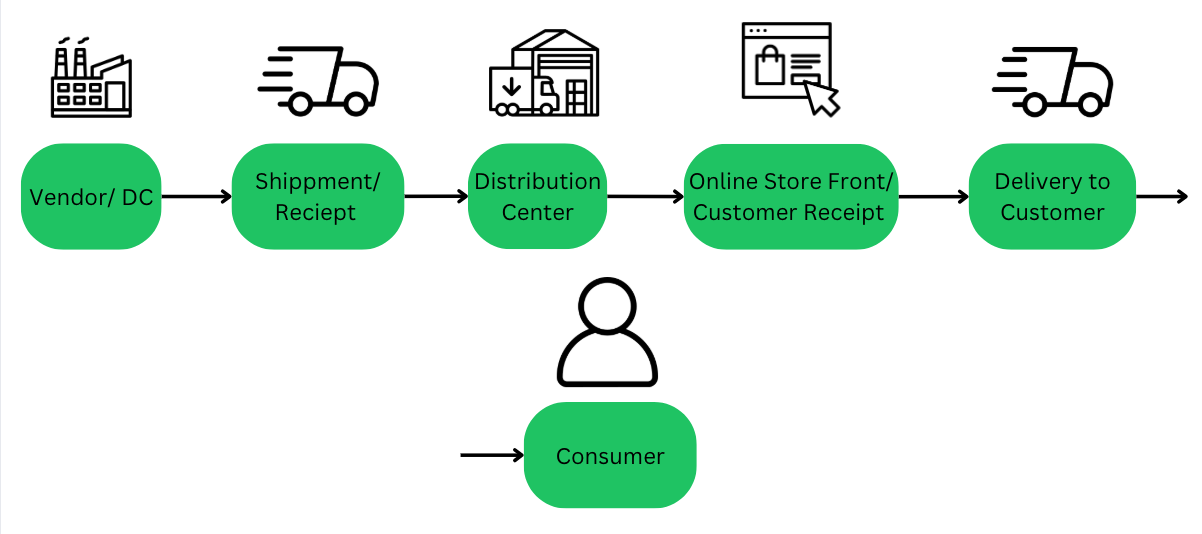 Vendor/ DC
Shippment/
Reciept
Distribution
Center
Online Store Front/
Customer Receipt
Delivery to
Customer
Consumer